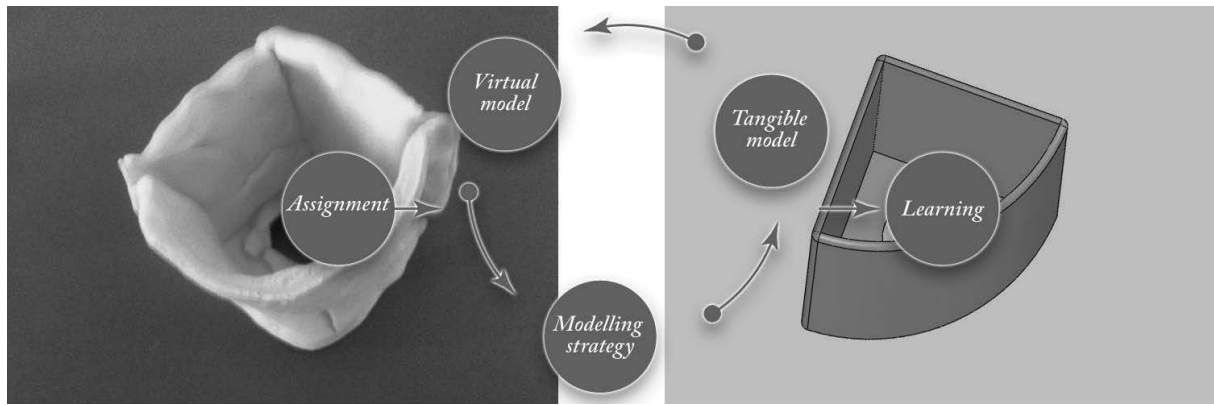 Virtual
model
Tangible
model
Assignment
Learning
Modelling
strategy